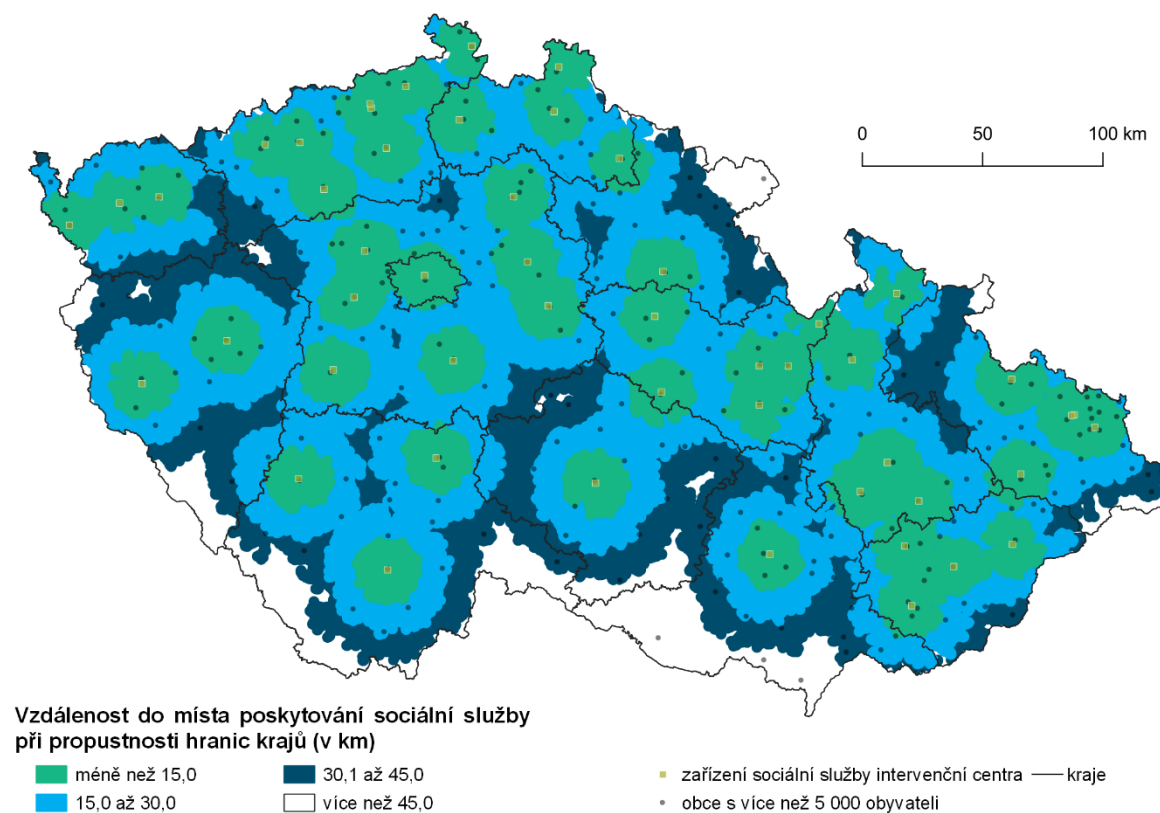 0 50 100 km
Vzdálenost do místa poskytování sociální služby
při propustnosti hranic krajů (v km)
méně než 15,0
30,1 až 45,0
zařízení sociální služby intervenční centra
kraje
15,0 až 30,0
více než 45,0
obce s více než 5 000 obyvateli